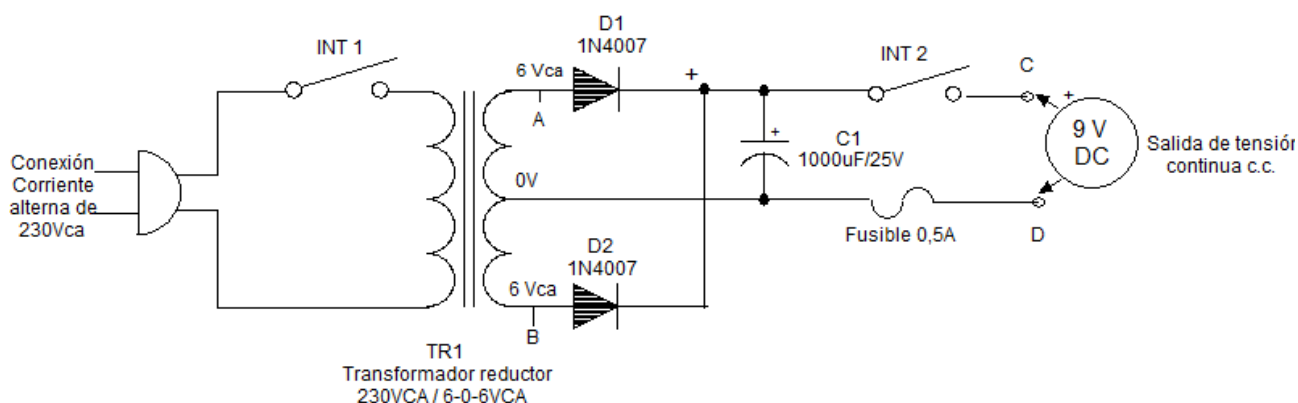 D1
1N4007
INT 1
INT 2
6 Vca
+
C
A
+
+
C1
1000uF/25V
9 V
DC
Salida de tensión
continua c.c.
Conexión
Corriente
alterna de
230Vca
0V
Fusible 0,5A
D
D2
1N4007
6 Vca
B
TR1
Transformador reductor
230VCA / 6-0-6VCA